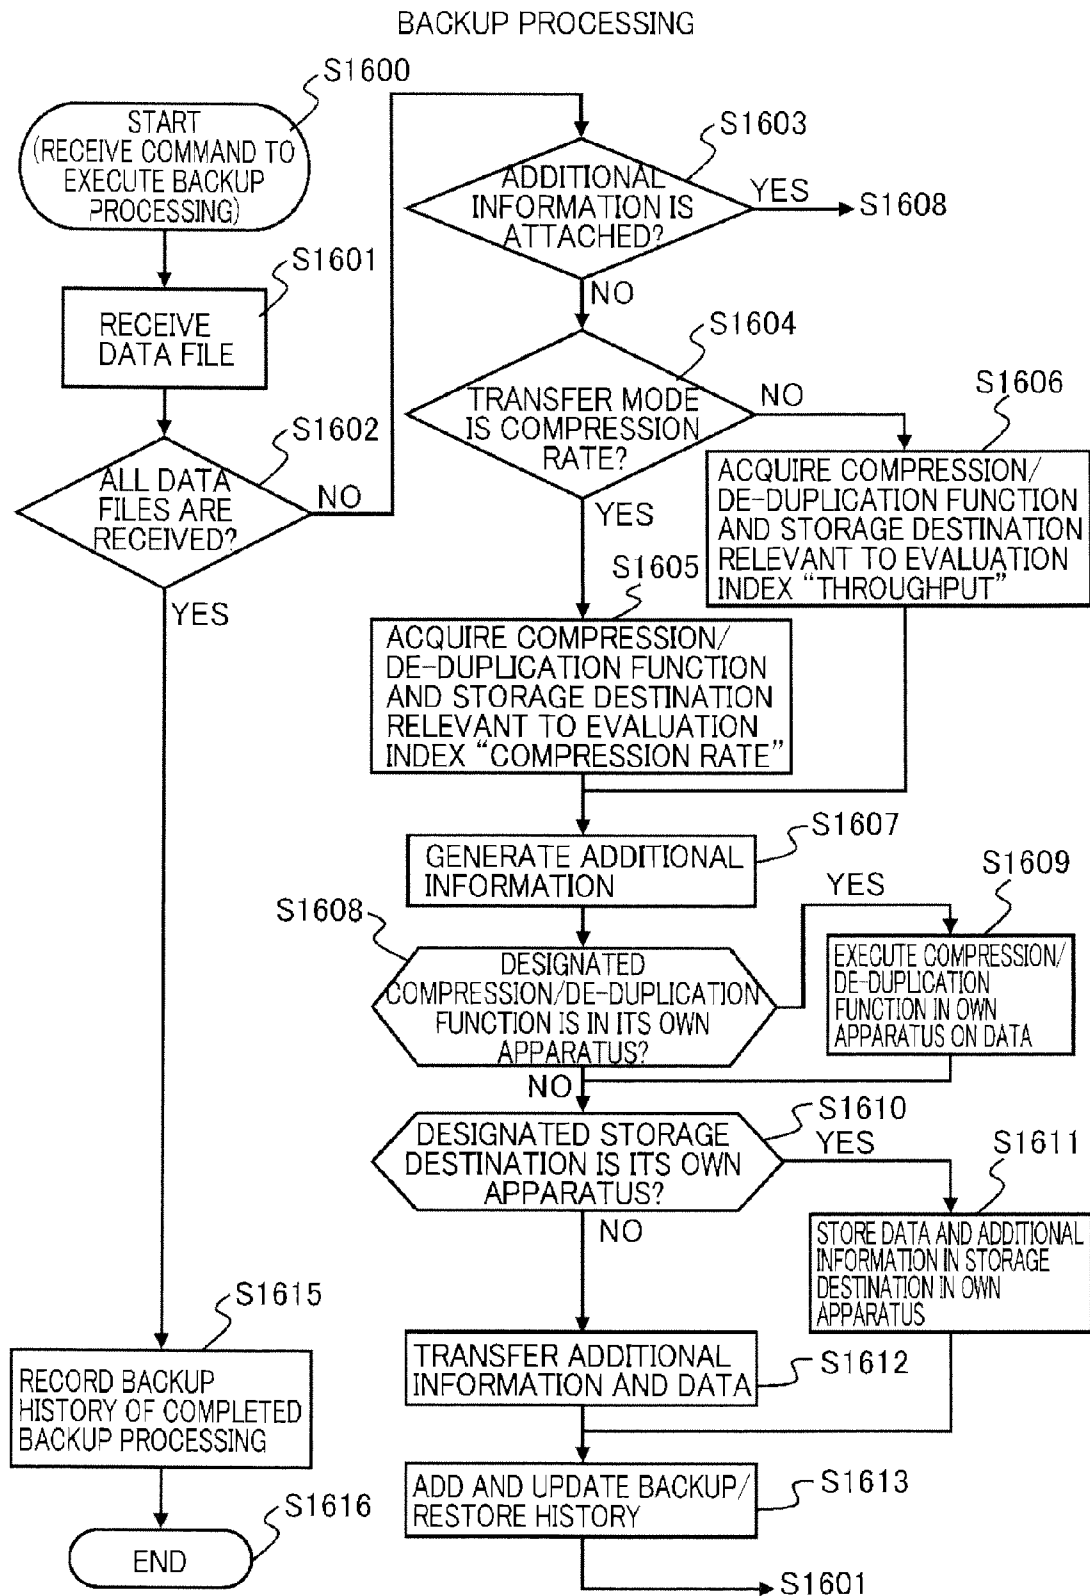 BACKUP PROCESSING
S1600
START
(RECEIVE COMMAND TO
EXECUTE BACKUP
PROCESSING)
S1601
RECEIVE
DATA FILE
S1602
ALL DATA
FILES ARE
RECEIVED?
NO
YES
S1603
ADDITIONAL
INFORMATION IS
ATTACHED?
YES
S1608
NO
S1604
TRANSFER MODE
IS COMPRESSION
RATE?
NO
YES
S1606
ACQUIRE COMPRESSION/
DE-DUPLICATION FUNCTION
AND STORAGE DESTINATION
RELEVANT TO EVALUATION
INDEX “THROUGHPUT”
S1605
ACQUIRE COMPRESSION/
DE-DUPLICATION FUNCTION
AND STORAGE DESTINATION
RELEVANT TO EVALUATION
INDEX “COMPRESSION RATE”
S1607
GENERATE ADDITIONAL
INFORMATION
S1608
DESIGNATED
COMPRESSION/DE-DUPLICATION
FUNCTION IS IN ITS OWN
APPARATUS?
YES
NO
S1609
EXECUTE COMPRESSION/
DE-DUPLICATION
FUNCTION IN OWN
APPARATUS ON DATA
S1610
DESIGNATED STORAGE
DESTINATION IS ITS OWN
APPARATUS?
YES
NO
S1611
STORE DATA AND ADDITIONAL
INFORMATION IN STORAGE
DESTINATION IN OWN
APPARATUS
S1612
TRANSFER ADDITIONAL
INFORMATION AND DATA
S1613
ADD AND UPDATE BACKUP/
RESTORE HISTORY
S1601
S1615
RECORD BACKUP
HISTORY OF COMPLETED
BACKUP PROCESSING
S1616
END